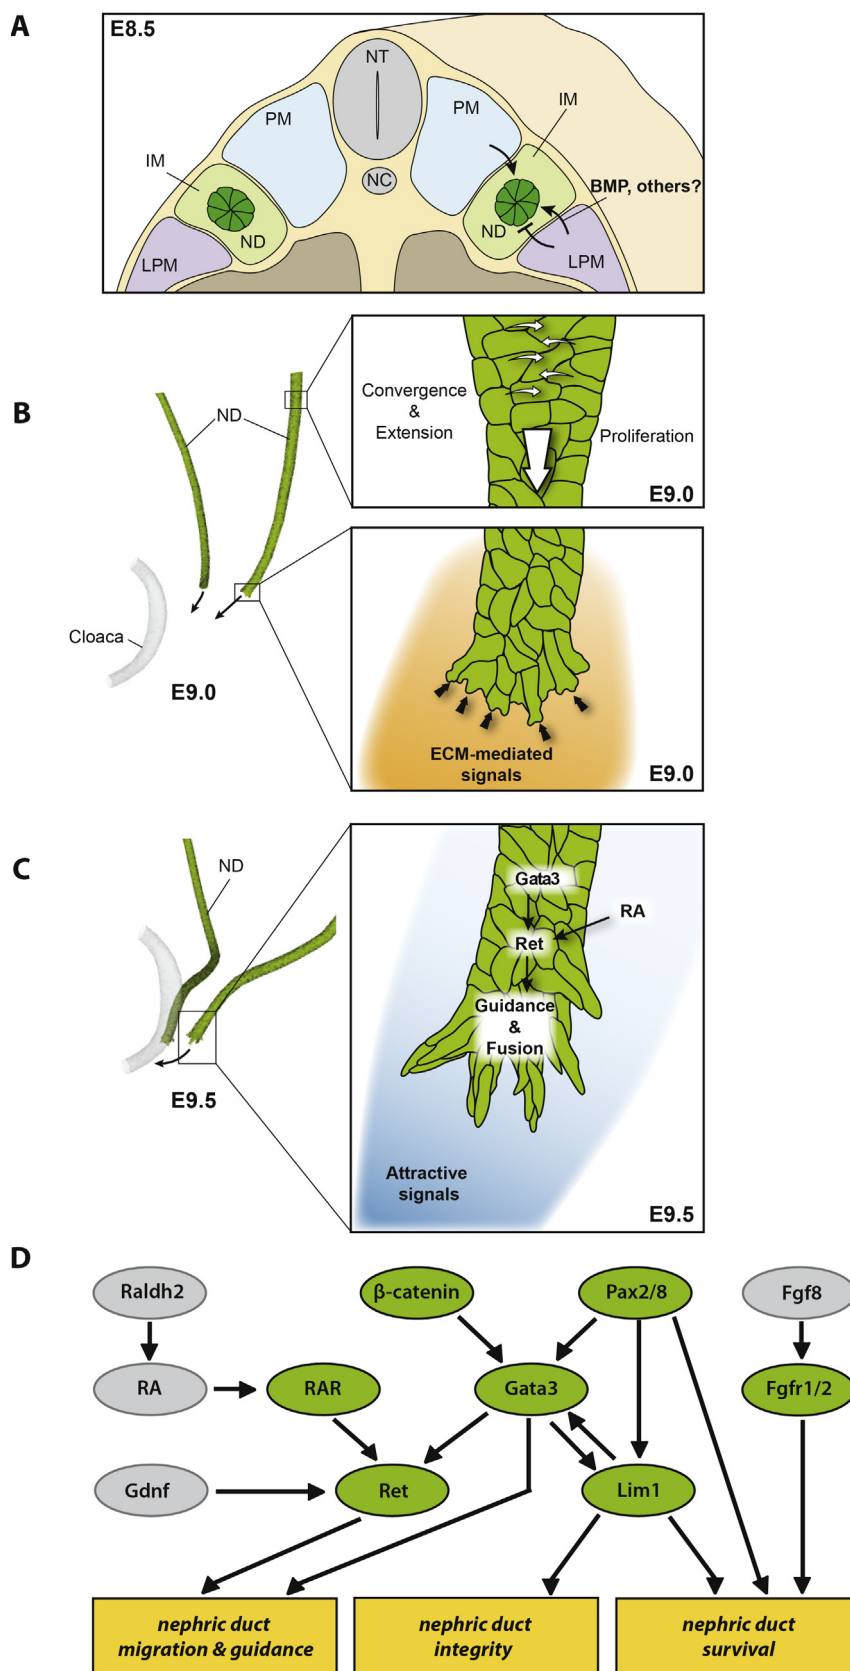 A
E8.5
NT
PM
PM
IM
IM
NC
BMP, others?
ND
ND
LPM
LPM
B
ND
Convergence
&
Extension
Proliferation
E9.0
Cloaca
E9.0
ECM-mediated
signals
E9.0
C
ND
Gata3
RA
Ret
Guidance
&
Fusion
E9.5
Attractive
signals
E9.5
D
Raldh2
β-catenin
Pax2/8
Fgf8
RA
RAR
Gata3
Fgfr1/2
Gdnf
Ret
Lim1
nephric duct
migration & guidance
nephric duct
integrity
nephric duct
survival